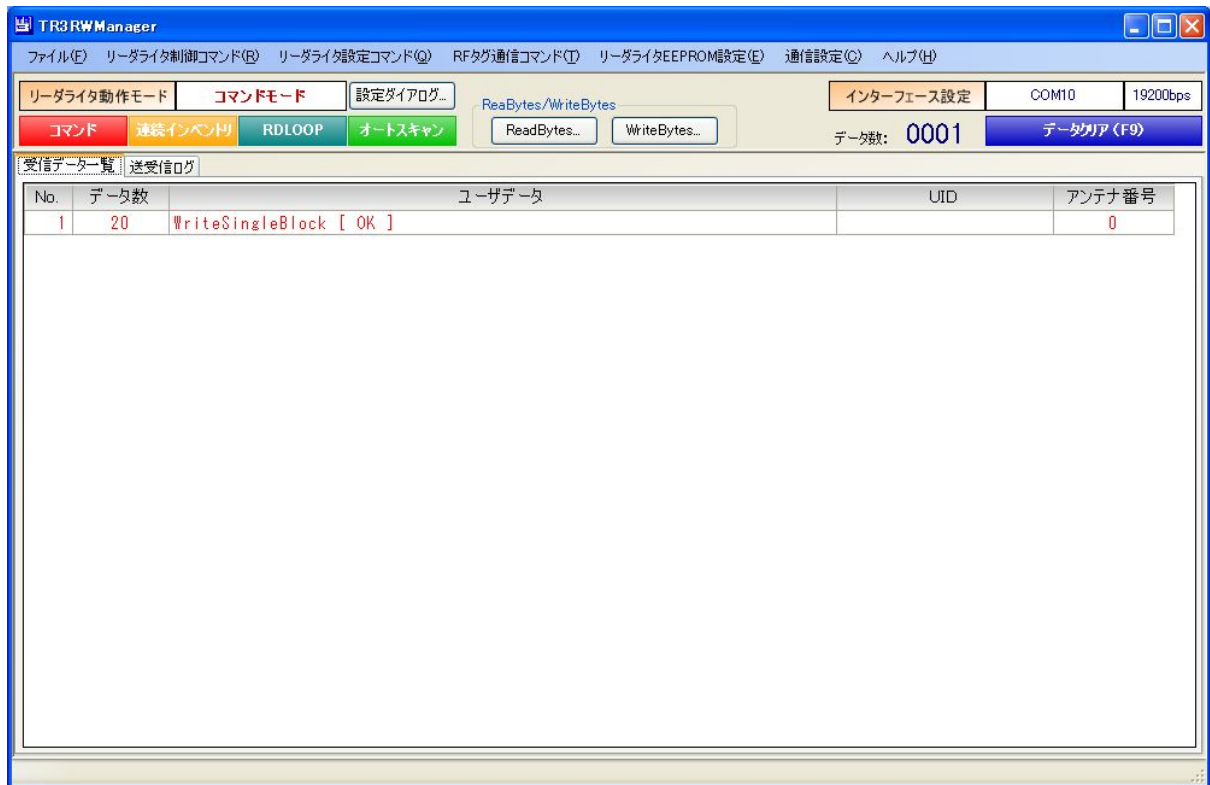 TR3RWManager
ファイル(F) リーダライタ制御コマンド(R) リーダライタ設定コマンド(Q) RFタグ通信コマンド(T) リーダライタEEPROM設定(E) 通信設定(C) ヘルプ(H)
リーダライタ動作モード コマンドモード 設定ダイアログ... ReaBytes/WriteBytes インターフェース設定 COM10 19200bps
コマンド 連続インベントリ RDLOOP オートスキャン ReadBytes... WriteBytes... データ数: 0001 データクリア(F9)
受信データ一覧 送受信ログ
No. データ数 ユーザデータ UID アンテナ番号
1 20 WriteSingleBlock [ OK ] 0